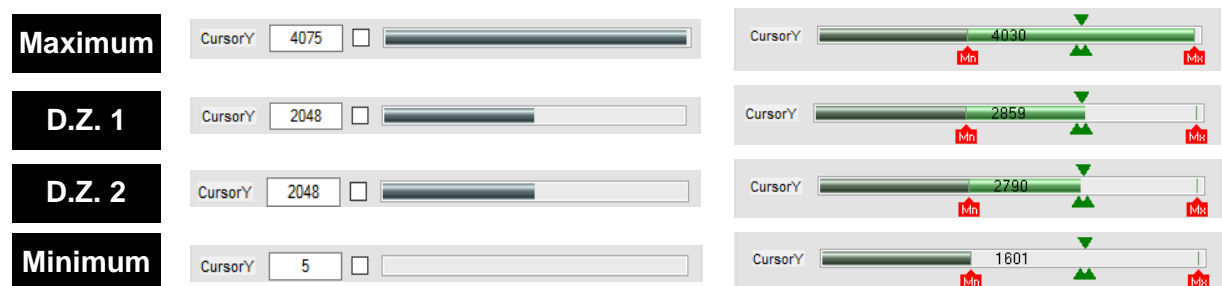 Maximum CursorY 4075 CursorY 4030 Mn Mx
D.Z. 1 CursorY 2048 CursorY 2859 Mn Mx
D.Z. 2 CursorY 2048 CursorY 2790 Mn Mx
Minimum CursorY 5 CursorY 1601 Mn Mx